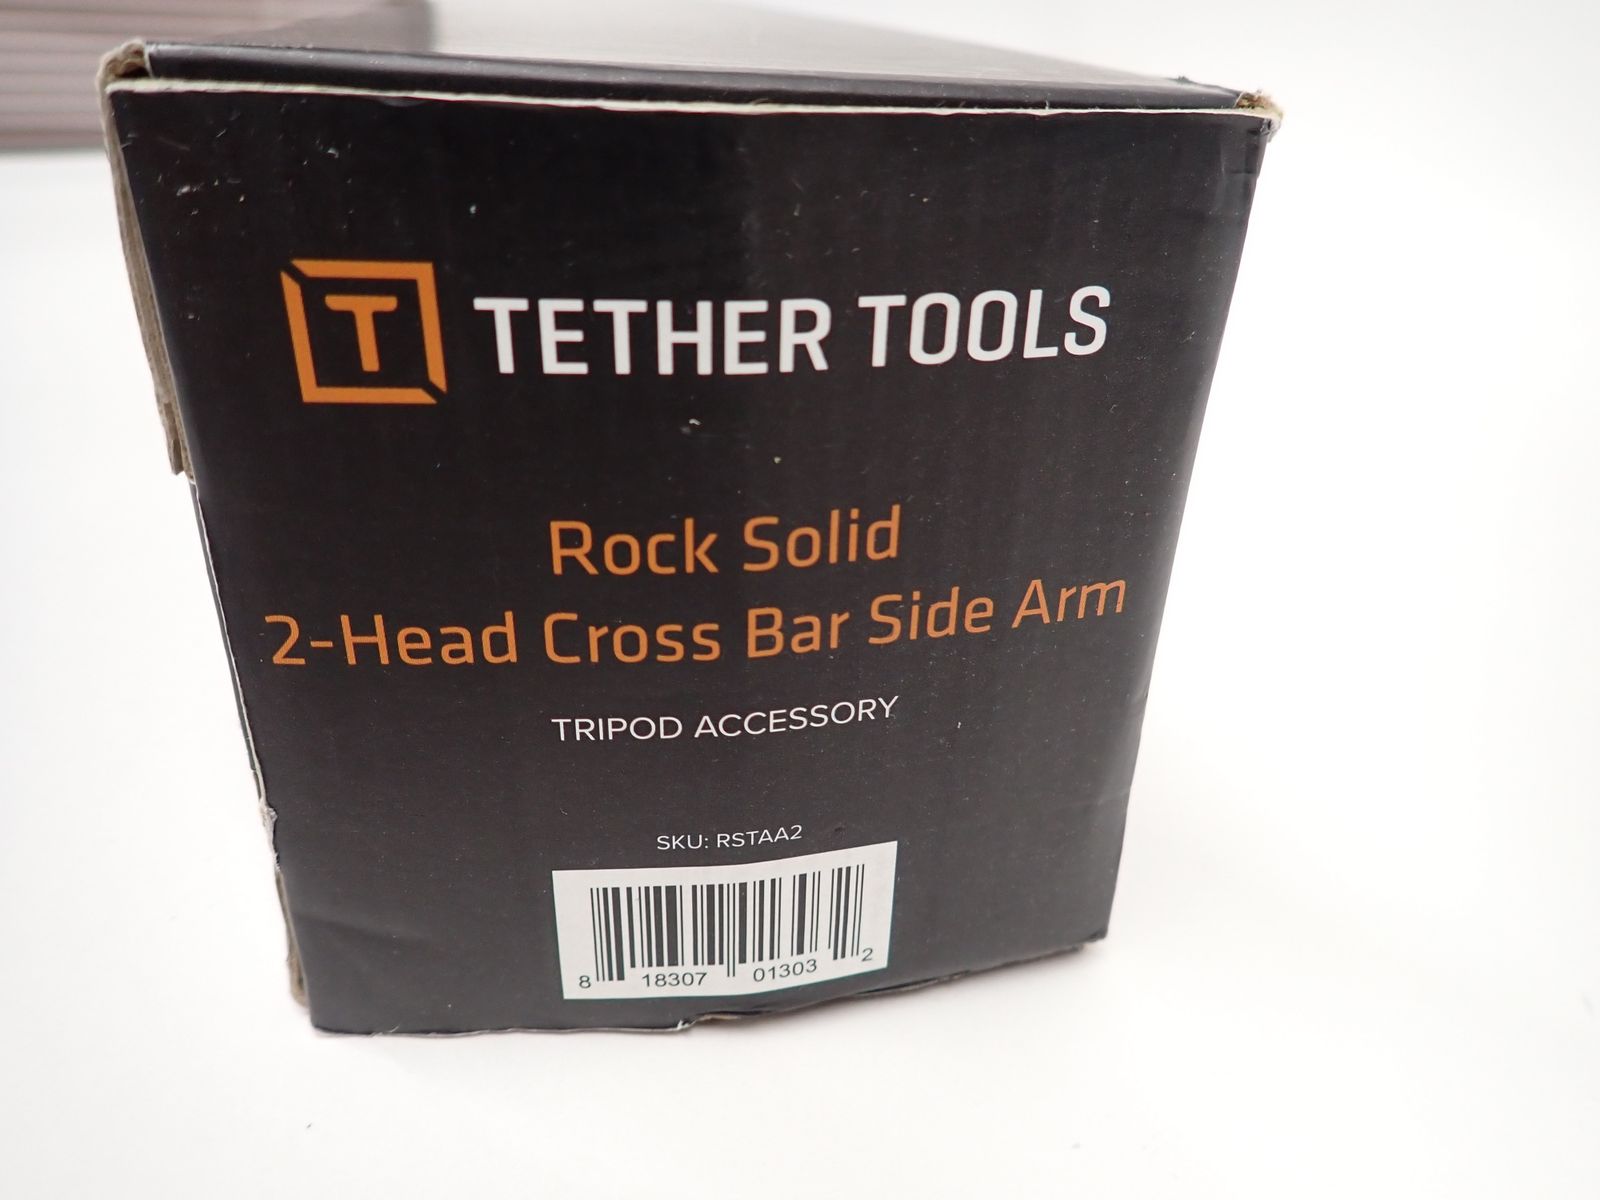 T TETHER TOOLS
Rock Solid
2-Head Cross Bar Side Arm
TRIPOD ACCESSORY
SKU: RSTAA2
8 18307 01303 2